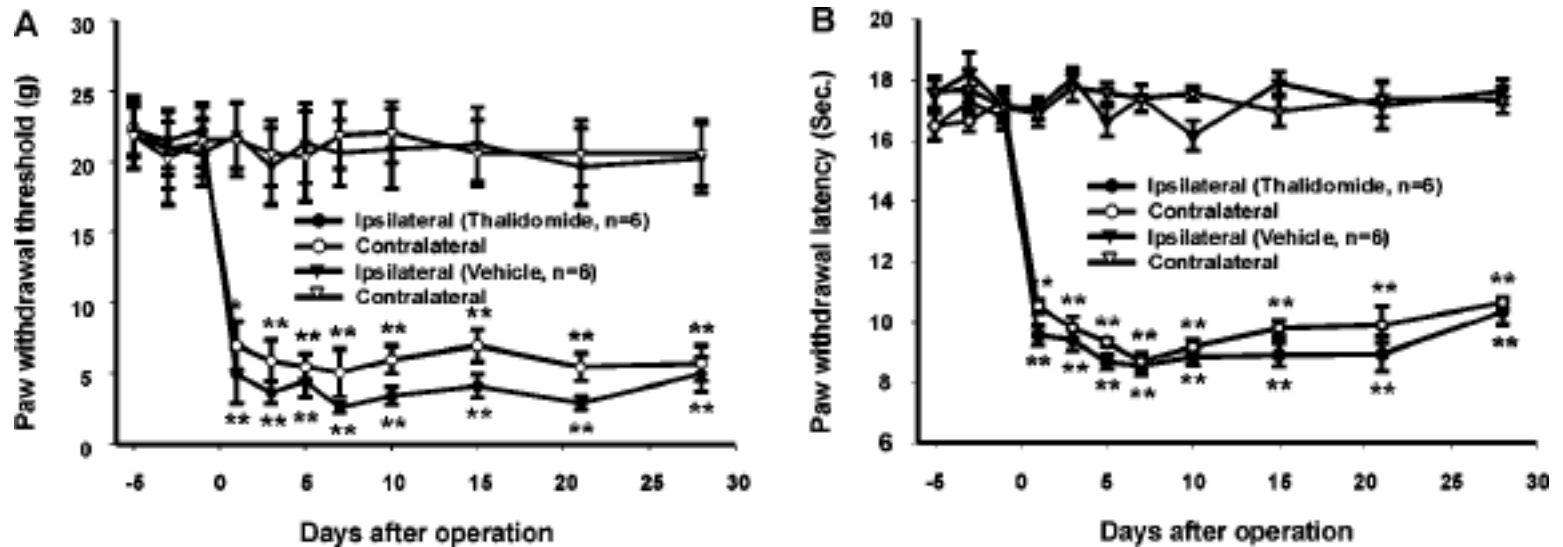 A
Paw withdrawal threshold (g)
30
25
20
15
10
5
0
Ipsilateral (Thalidomide, n=6)
Contralateral
Ipsilateral (Vehicle, n=6)
Contralateral
* ** ** ** ** ** ** **
** ** ** ** ** ** ** **
-5 0 5 10 15 20 25 30
Days after operation
B
Paw withdrawal latency (Sec.)
20
18
16
14
12
10
8
6
Ipsilateral (Thalidomide, n=6)
Contralateral
Ipsilateral (Vehicle, n=6)
Contralateral
** ** ** ** ** ** ** **
** ** ** ** ** ** ** **
-5 0 5 10 15 20 25 30
Days after operation